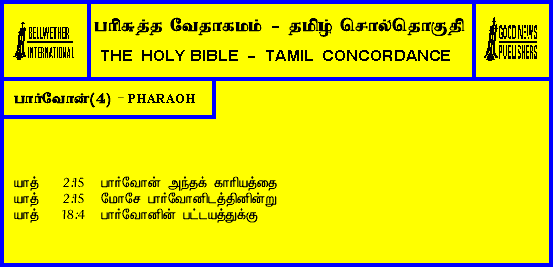 BELLWETHER
INTERNATIONAL
பரிசுத்த வேதாகமம் - தமிழ் சொல்தொகுதி
THE HOLY BIBLE - TAMIL CONCORDANCE
GOOD NEWS
PUBLISHERS
பார்வோன்(4) - PHARAOH
யாத் 2:15 பார்வோன் அந்தக் காரியத்தை
யாத் 2:15 மோசே பார்வோனிடத்தினின்று
யாத் 18:4 பார்வோனின் பட்டயத்துக்கு